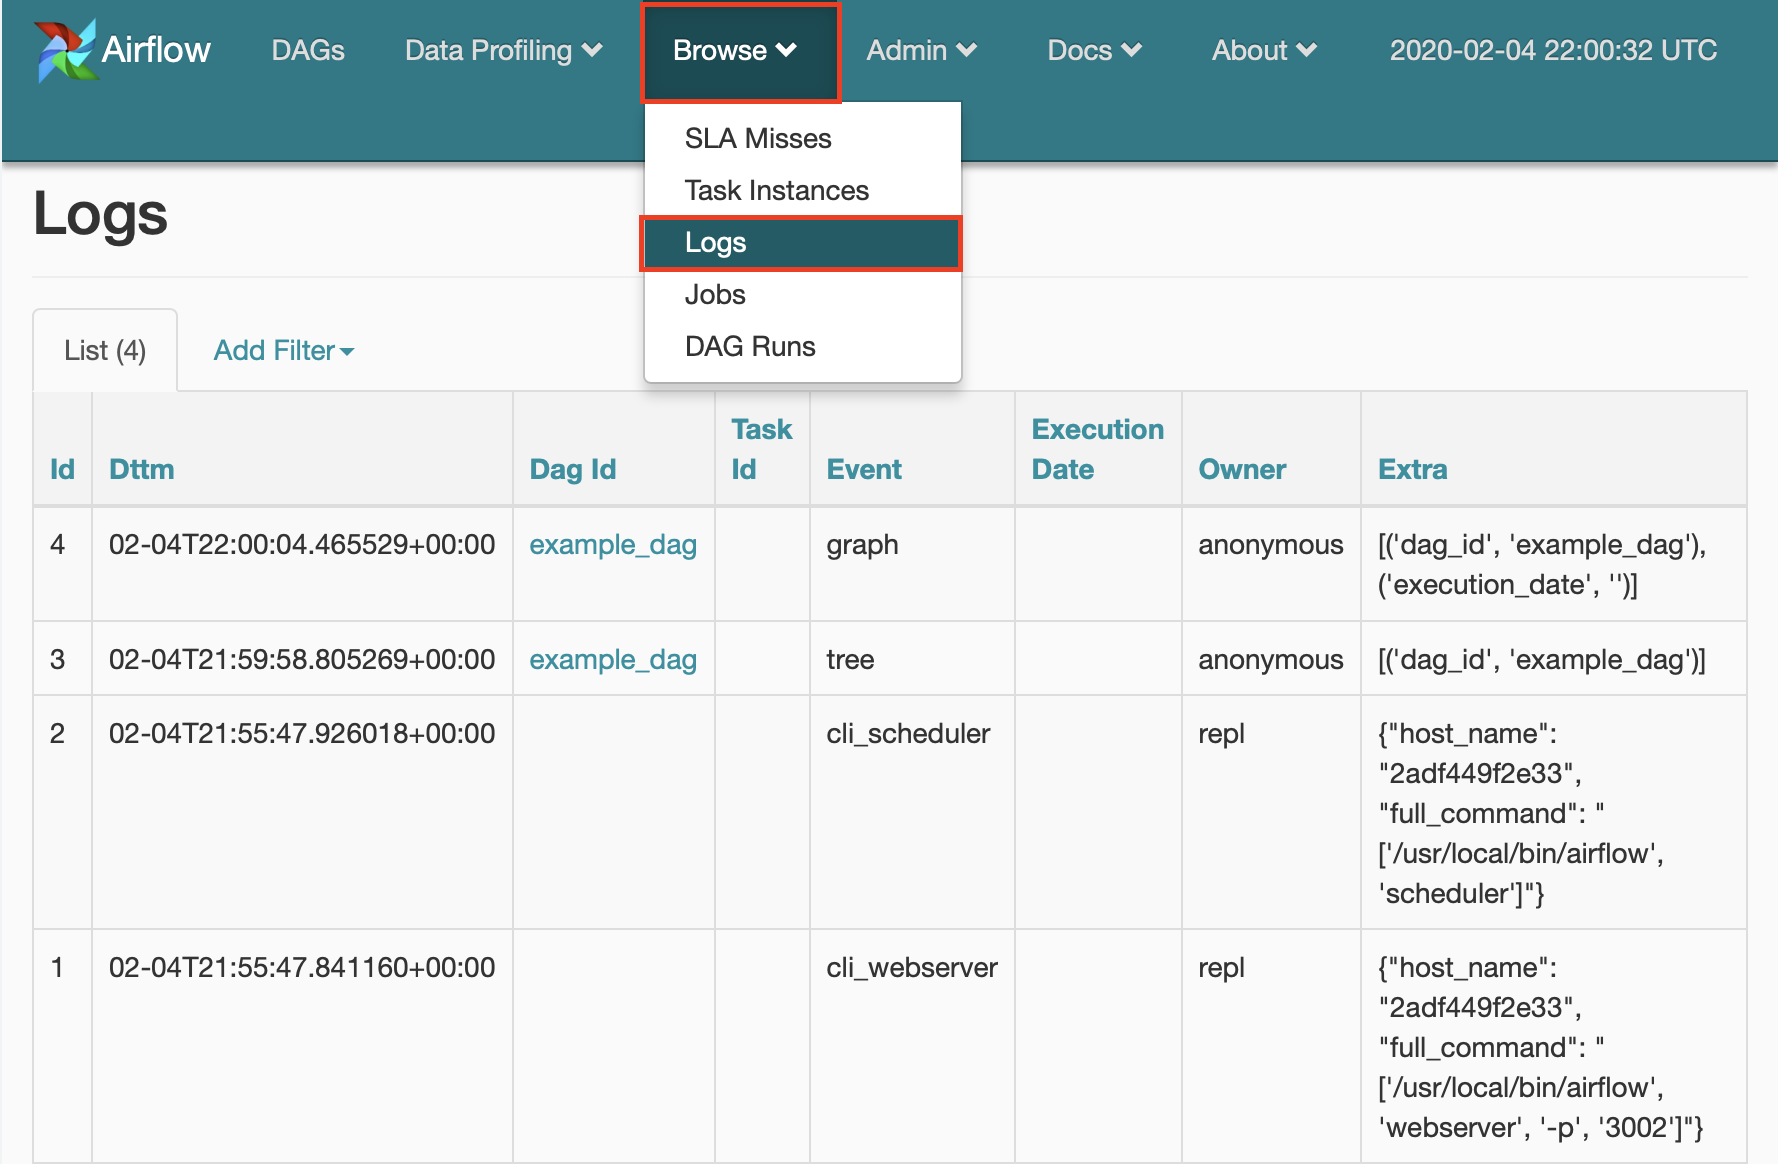 Airflow DAGs Data Profiling Browse Admin Docs About 2020-02-04 22:00:32 UTC
SLA Misses
Task Instances
Logs
Jobs
DAG Runs
Logs
List (4) Add Filter
Id Dttm Dag Id Task Id Event Execution Date Owner Extra
4 02-04T22:00:04.465529+00:00 example_dag graph anonymous [('dag_id', 'example_dag'),
('execution_date', '')]
3 02-04T21:59:58.805269+00:00 example_dag tree anonymous [('dag_id', 'example_dag')]
2 02-04T21:55:47.926018+00:00 cli_scheduler repl {"host_name":
"2adf449f2e33",
"full_command": "
['/usr/local/bin/airflow',
'scheduler']"}
1 02-04T21:55:47.841160+00:00 cli_webserver repl {"host_name":
"2adf449f2e33",
"full_command": "
['/usr/local/bin/airflow',
'webserver', '-p', '3002']"}